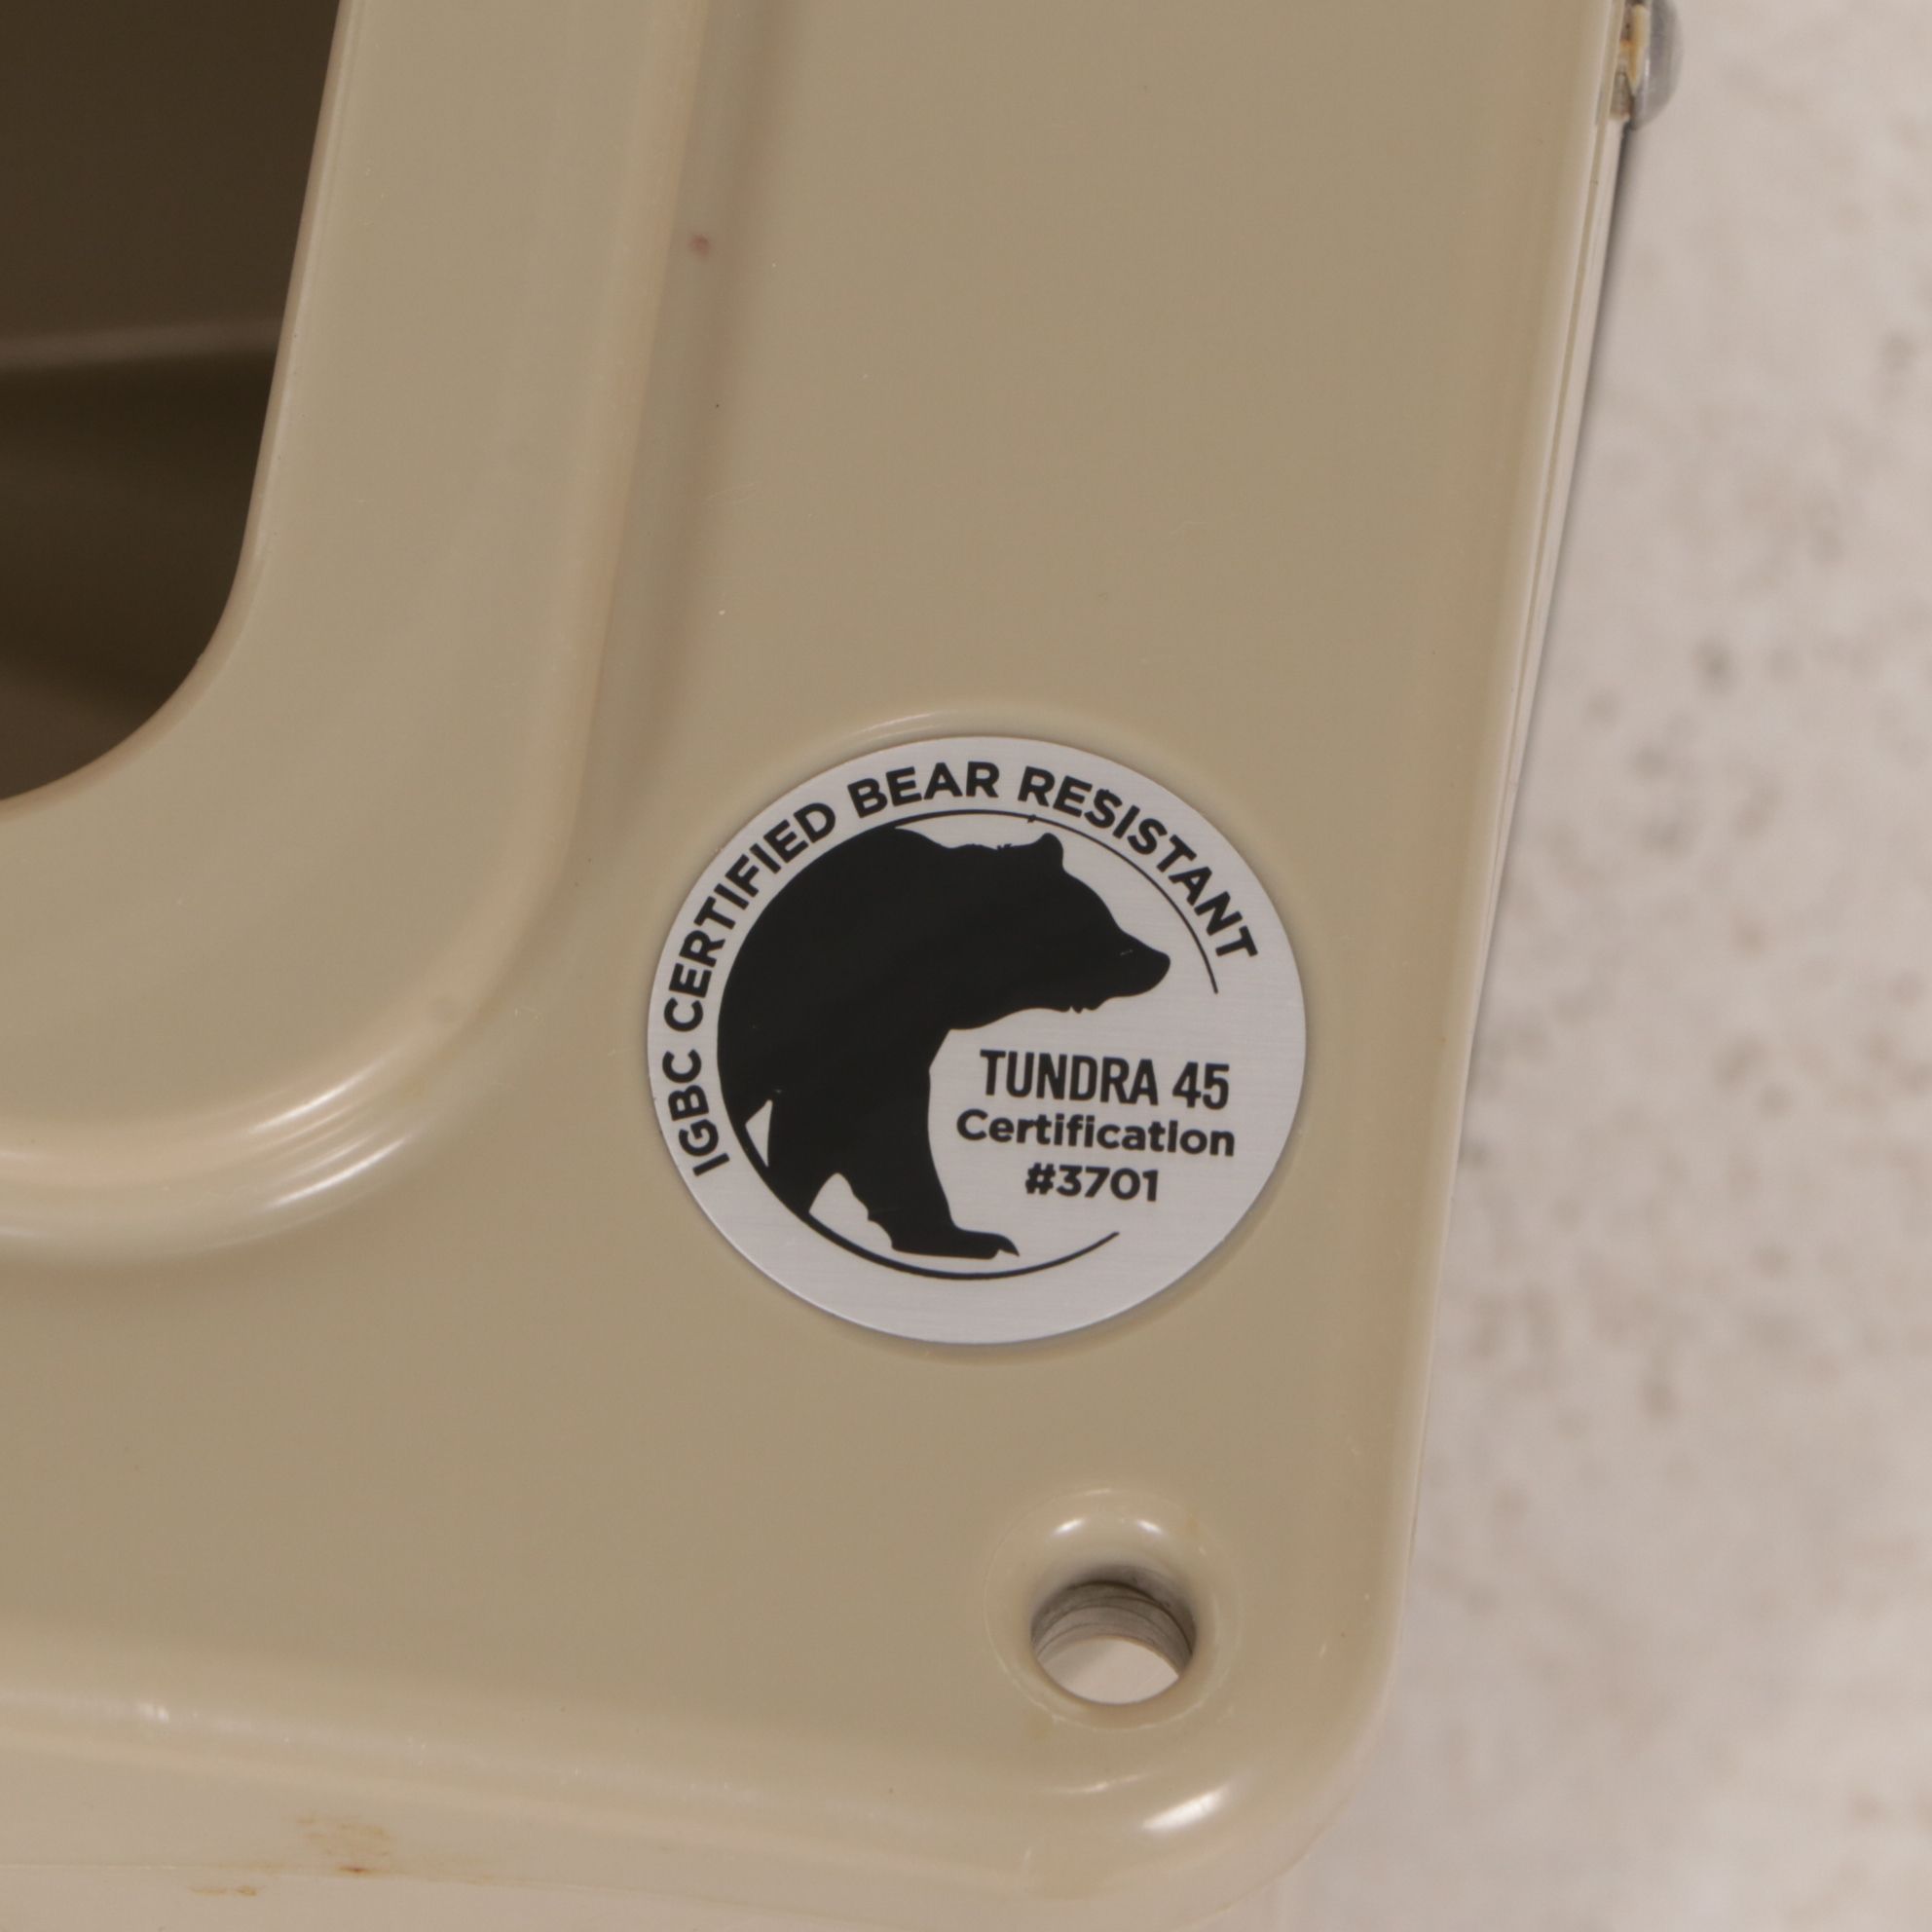 IGBC CERTIFIED BEAR RESISTANT
TUNDRA 45
Certification
#3701